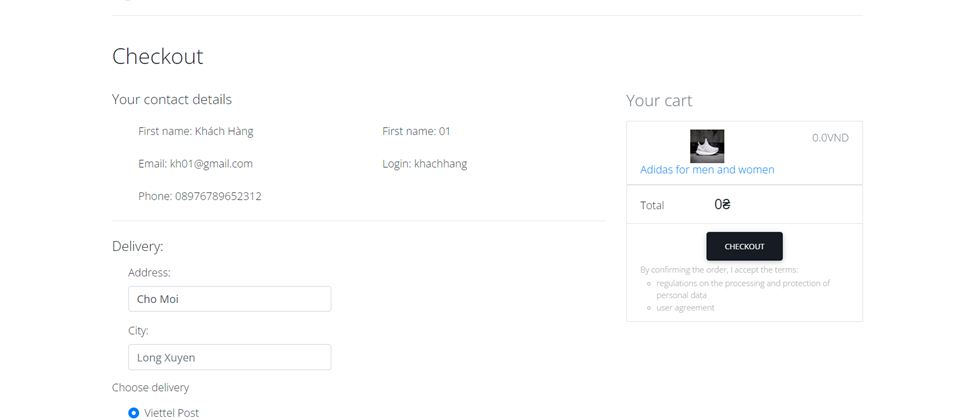 Checkout
Your contact details
First name: Khách Hàng
First name: 01
Email: kh01@gmail.com
Login: khachhang
Phone: 08976789652312
Delivery:
Address:
Cho Moi
City:
Long Xuyen
Choose delivery
Viettel Post
Your cart
0.0VND
Adidas for men and women
Total
0₴
CHECKOUT
By confirming the order, I accept the terms:
regulations on the processing and protection of
personal data
user agreement